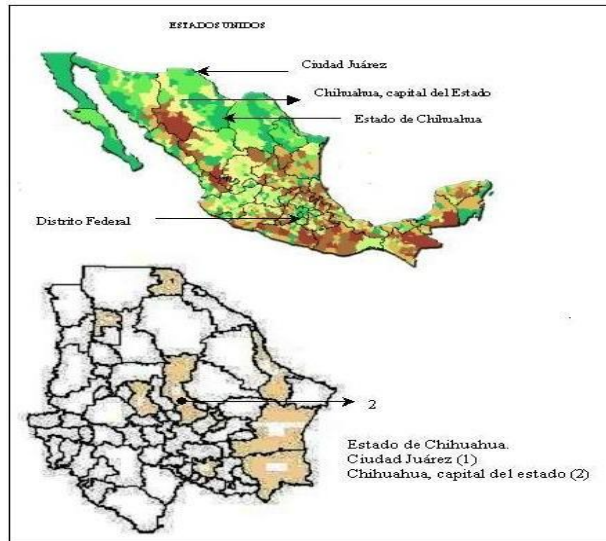 ESTADOS UNIDOS
Ciudad Juárez
Chihuahua, capital del Estado
Estado de Chihuahua
Distrito Federal
1
2
Estado de Chihuahua.
Ciudad Juárez (1)
Chihuahua, capital del estado (2)